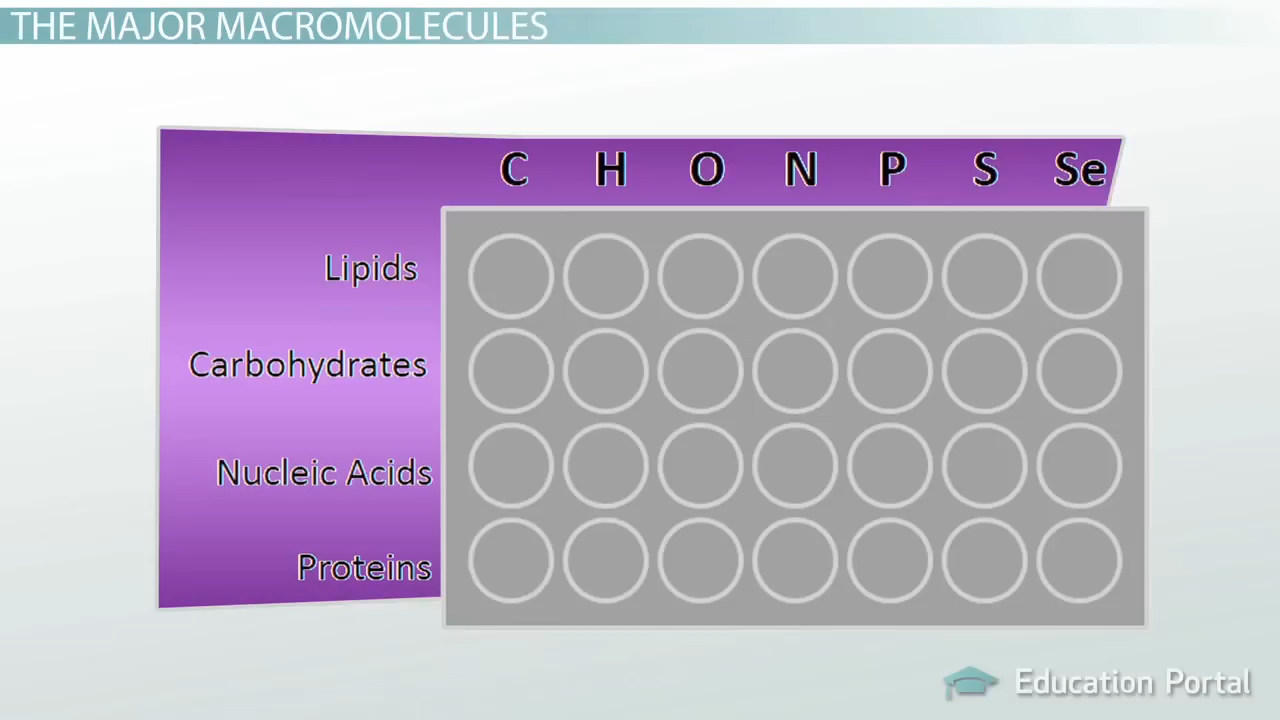 THE MAJOR MACROMOLECULES
C H O N P S Se
Lipids
Carbohydrates
Nucleic Acids
Proteins
Education Portal